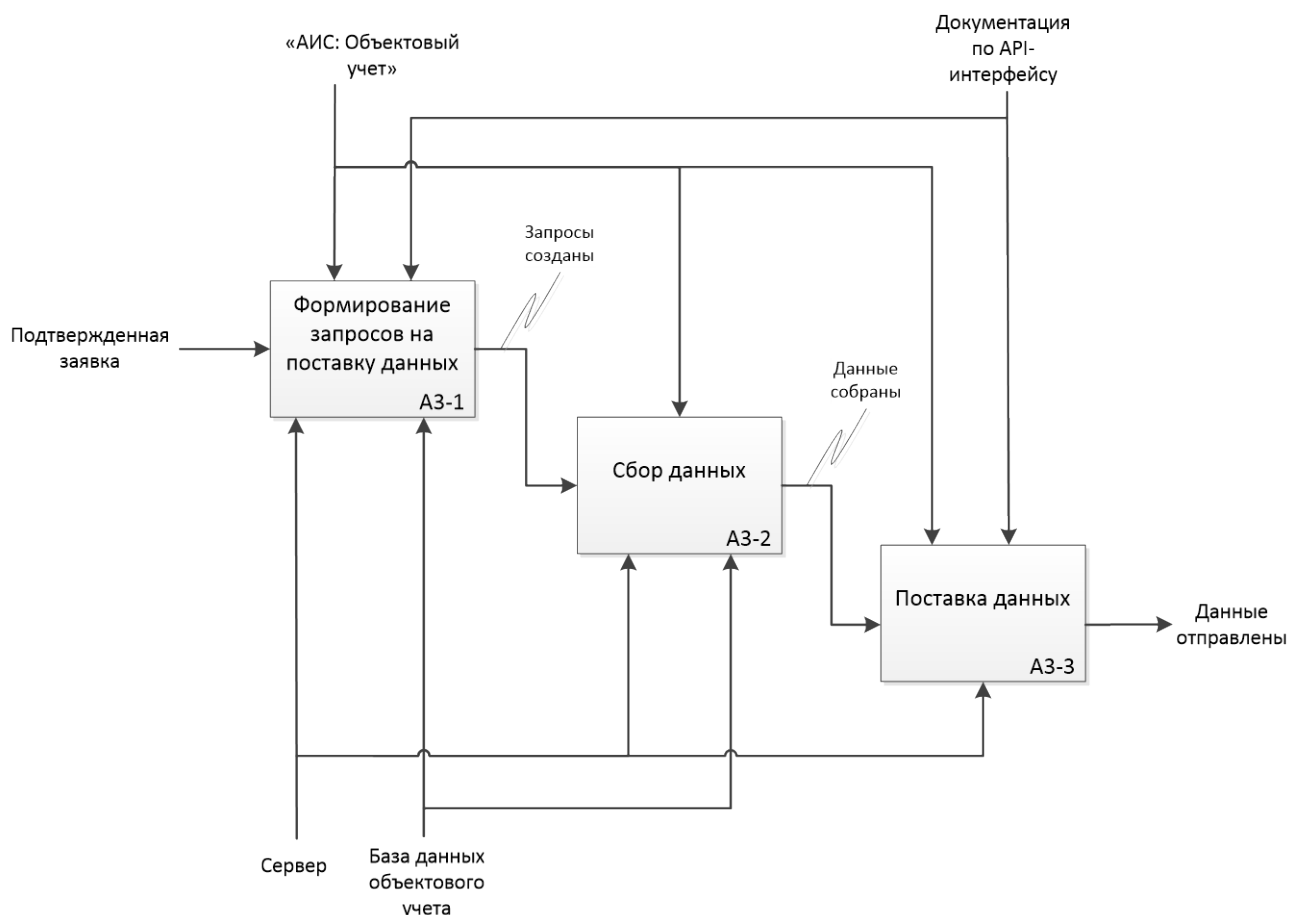 «АИС: Объектовый
учет»
Документация
по API-
интерфейсу
Запросы
созданы
Формирование
запросов на
поставку данных
А3-1
Подтвержденная
заявка
Данные
собраны
Сбор данных
А3-2
Поставка данных
А3-3
Данные
отправлены
Сервер
База данных
объектового
учета